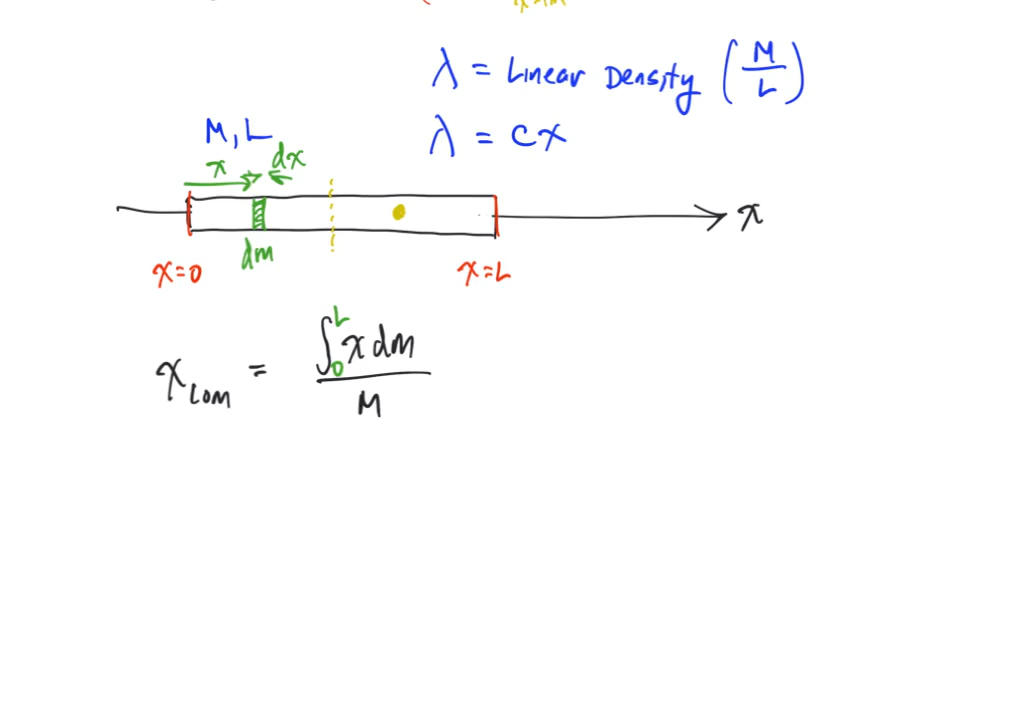 x=
λ = Linear Density (M/L)
M, L
λ = cx
x dx
x
dm
x=0 x=L
x_com = ∫₀ᴸ x dm / M